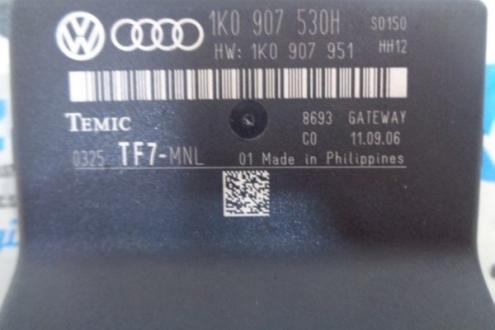 1K0 907 530H S0150
HW: 1K0 907 951 HH12
TEMIC 8693 GATEWAY
C0 11.09.06
0325 TF7-MNL 01 Made in Philippines